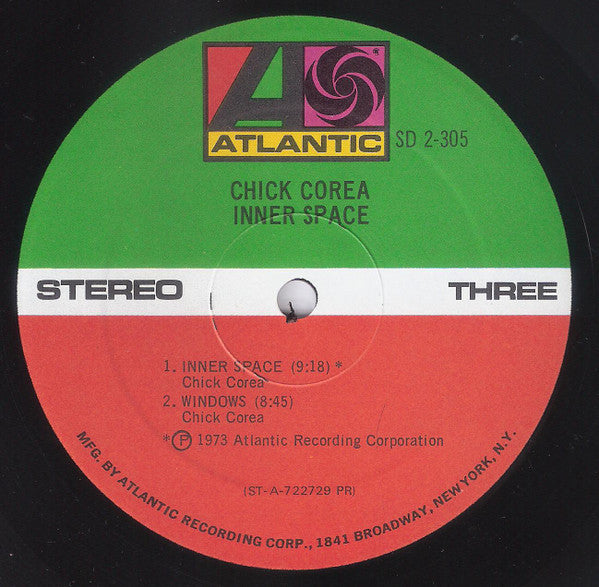 ATLANTIC
SD 2-305
CHICK COREA
INNER SPACE
STEREO
THREE
1. INNER SPACE (9:18) *
Chick Corea
2. WINDOWS (8:45)
Chick Corea
*Ⓟ 1973 Atlantic Recording Corporation
(ST-A-722729 PR)
MFG. BY ATLANTIC RECORDING CORP., 1841 BROADWAY, NEW YORK, N.Y.